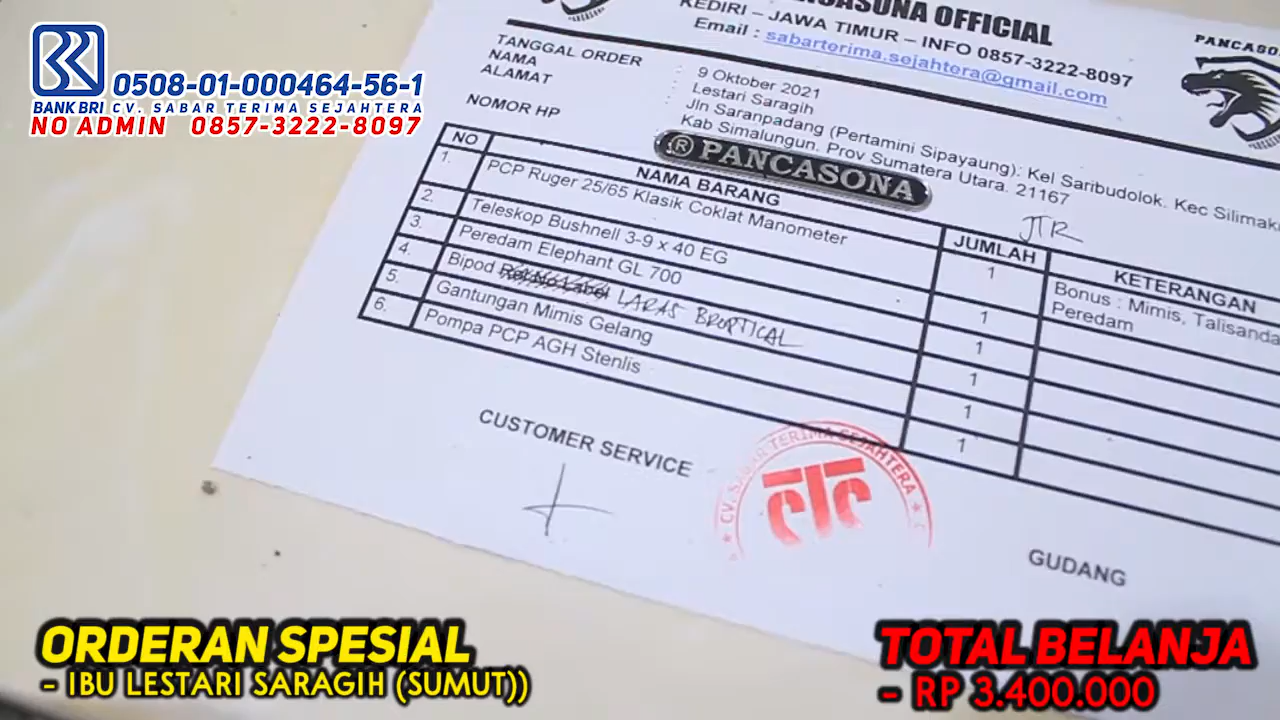 BANK BRI
0508-01-000464-56-1
CV. SABAR TERIMA SEJAHTERA
NO ADMIN 0857-3222-8097
OFFICIAL
KEDIRI – JAWA TIMUR – INFO 0857-3222-8097
Email : sabarterima.sejahtera@gmail.com
TANGGAL ORDER : 9 Oktober 2021
NAMA : Lestari Saragih
ALAMAT : Jln Saranpadang (Pertamini Sipayaung): Kel Saribudolok. Kec
Kab Simalungun. Prov Sumatera Utara. 21167
NOMOR HP
® PANCASONA
JTR
NO NAMA BARANG JUMLAH KETERANGAN
1. PCP Ruger 25/65 Klasik Coklat Manometer 1 Bonus : Mimis, Talisanda
Peredam
2. Teleskop Bushnell 3-9 x 40 EG 1
3. Peredam Elephant GL 700 1
4. Bipod LARAS BROPTICAL 1
5. Gantungan Mimis Gelang 1
6. Pompa PCP AGH Stenlis 1
CUSTOMER SERVICE
CV. SABAR TERIMA SEJAHTERA
CTC
GUDANG
ORDERAN SPESIAL
- IBU LESTARI SARAGIH (SUMUT))
TOTAL BELANJA
- RP 3.400.000